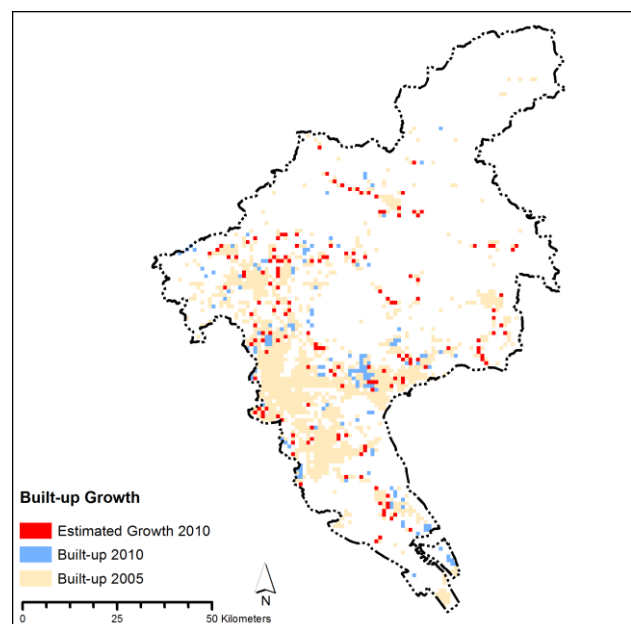 Built-up Growth
Estimated Growth 2010
Built-up 2010
Built-up 2005
N
0 25 50 Kilometers